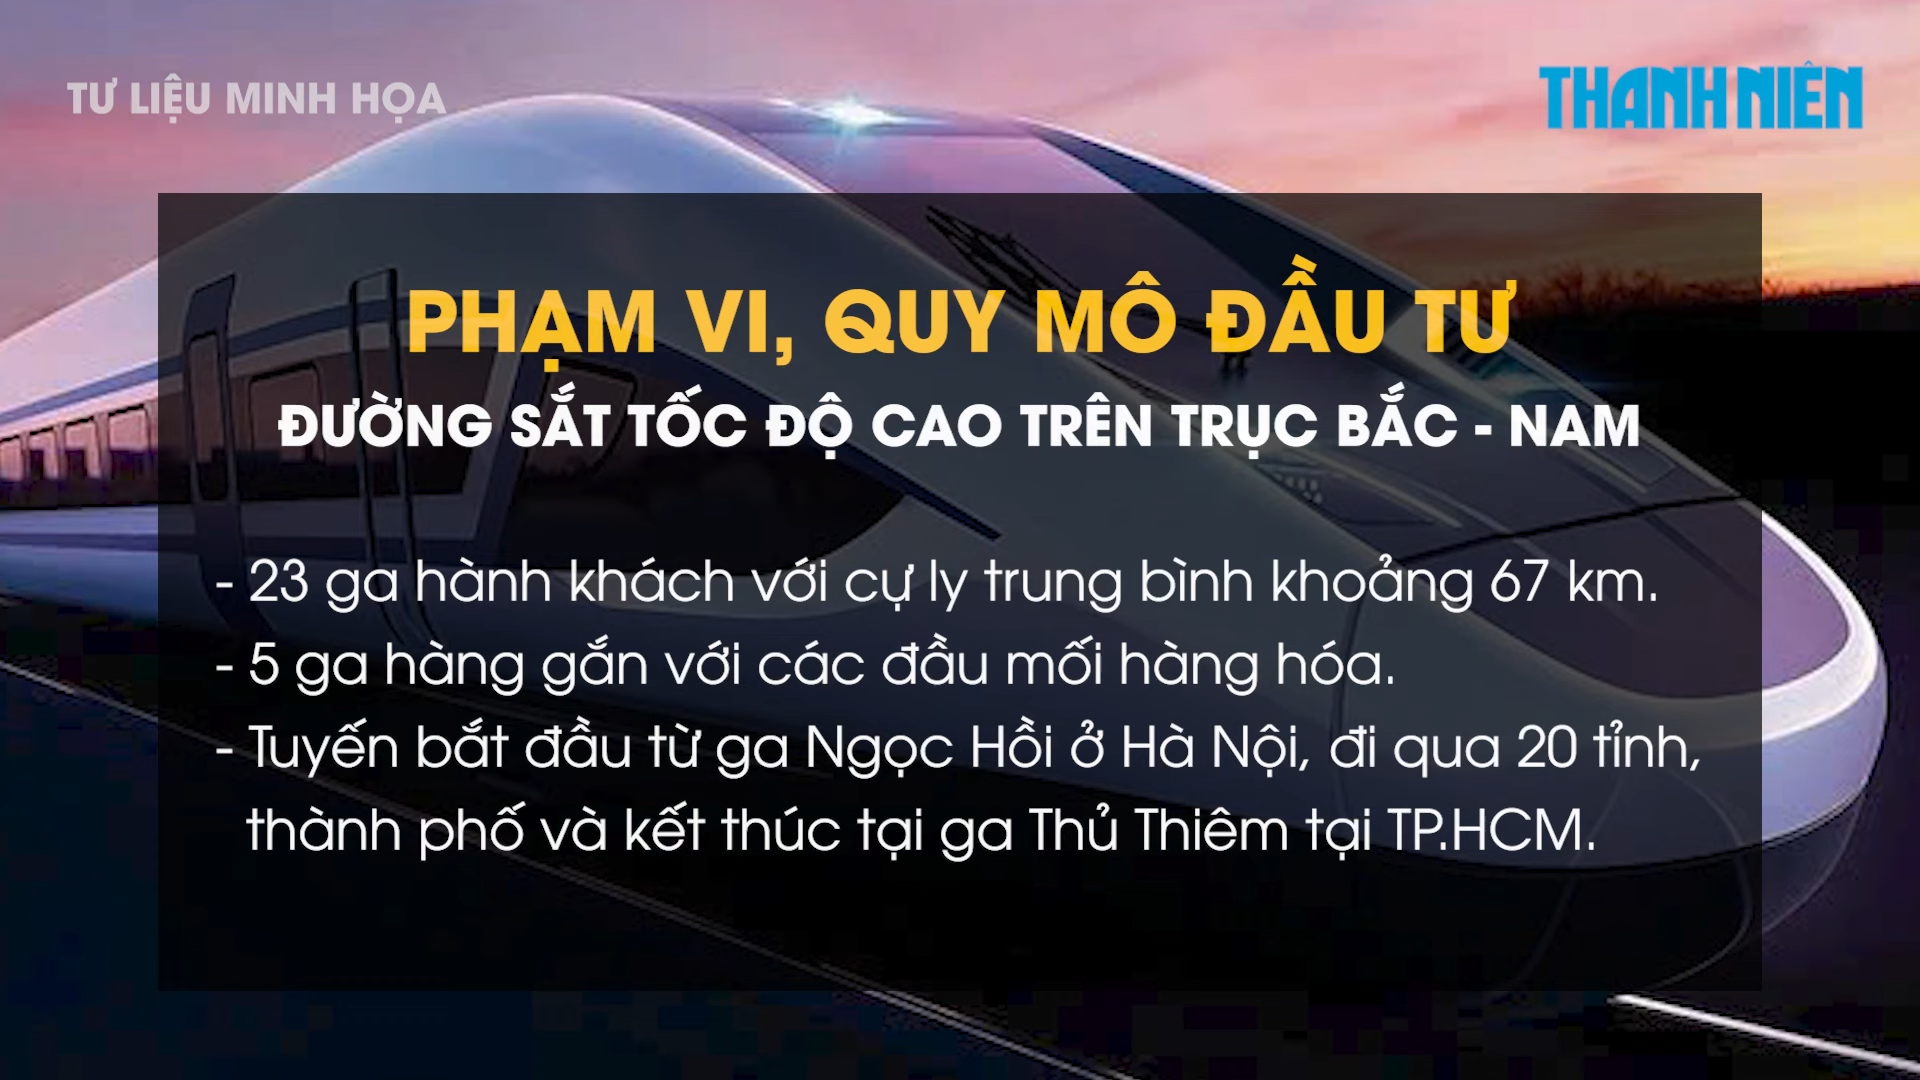 TƯ LIỆU MINH HỌA
THANH NIÊN
PHẠM VI, QUY MÔ ĐẦU TƯ
ĐƯỜNG SẮT TỐC ĐỘ CAO TRÊN TRỤC BẮC - NAM
- 23 ga hành khách với cự ly trung bình khoảng 67 km.
- 5 ga hàng gắn với các đầu mối hàng hóa.
- Tuyến bắt đầu từ ga Ngọc Hồi ở Hà Nội, đi qua 20 tỉnh,
thành phố và kết thúc tại ga Thủ Thiêm tại TP.HCM.